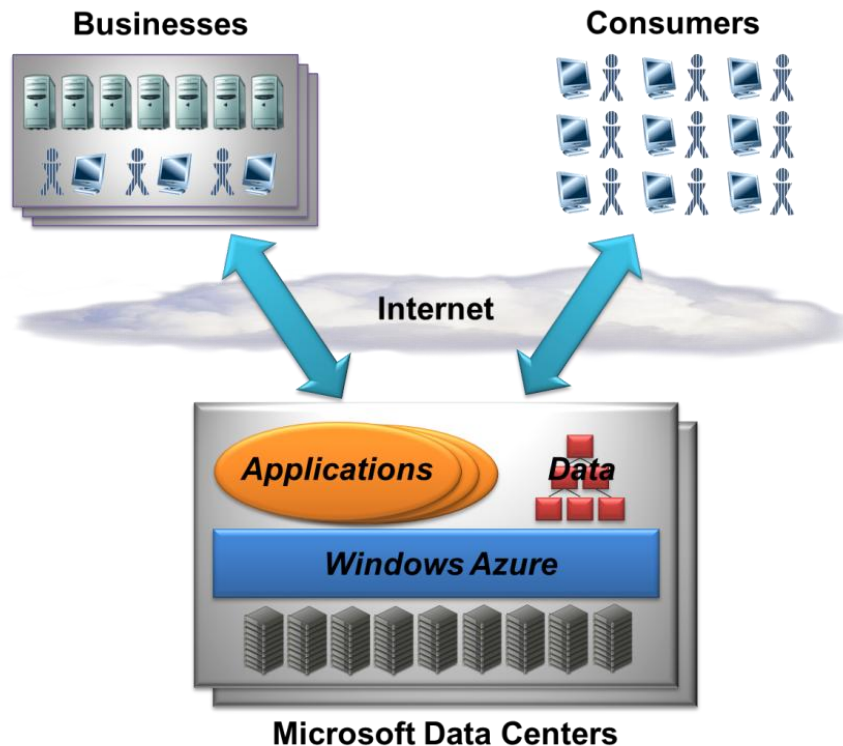 Businesses
Consumers
Internet
Applications
Data
Windows Azure
Microsoft Data Centers